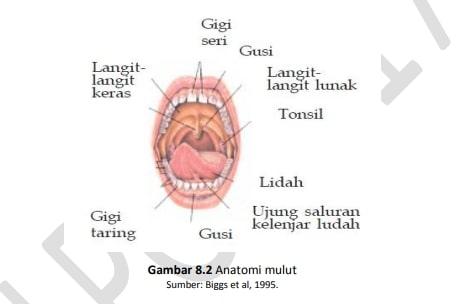 Gigi
seri
Gusi
Langit-
langit
keras
Langit-
langit lunak
Tonsil
Lidah
Ujung saluran
kelenjar ludah
Gigi
taring
Gusi
Gambar 8.2 Anatomi mulut
Sumber: Biggs et al, 1995.